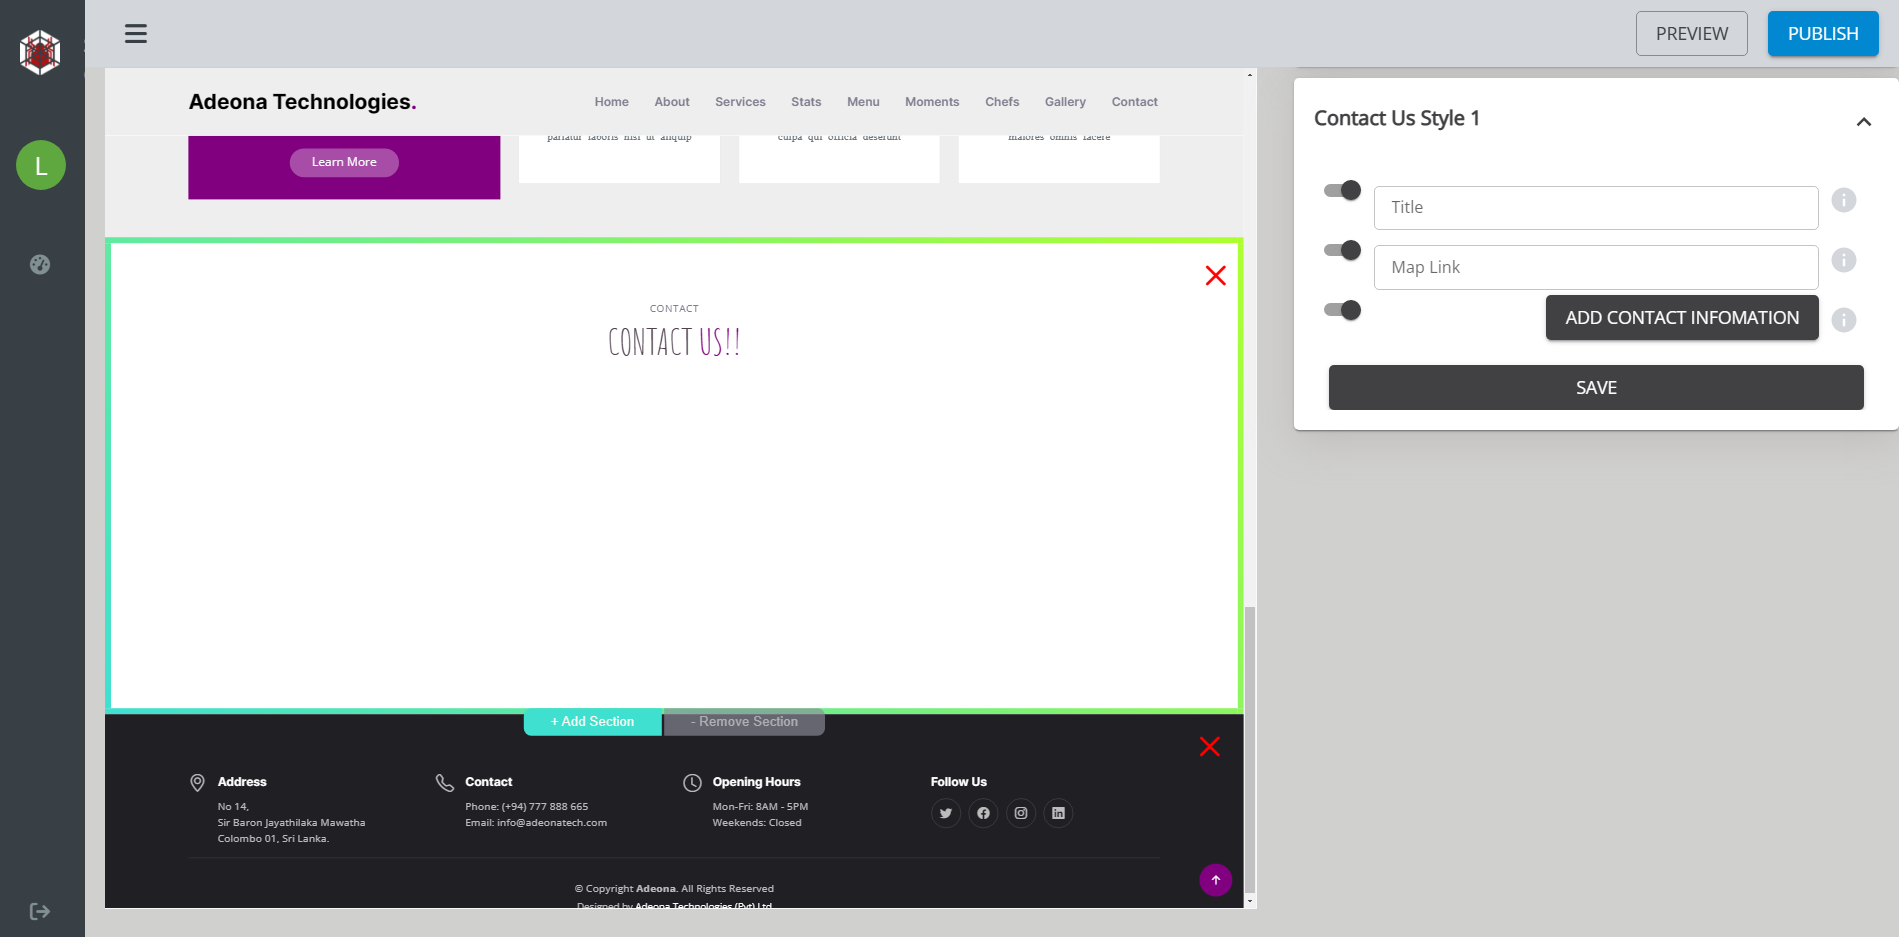 PREVIEW
PUBLISH
L
Adeona Technologies.
Home About Services Stats Menu Moments Chefs Gallery Contact
pariatur laboris nisi ut aliquip
culpa qui officia deserunt
maiores omnis facere
Learn More
CONTACT
CONTACT US!!
+ Add Section
- Remove Section
Address
No 14,
Sir Baron Jayathilaka Mawatha
Colombo 01, Sri Lanka.
Contact
Phone: (+94) 777 888 665
Email: info@adeonatech.com
Opening Hours
Mon-Fri: 8AM - 5PM
Weekends: Closed
Follow Us
© Copyright Adeona. All Rights Reserved
Designed by Adeona Technologies (Pvt) Ltd
Contact Us Style 1
Title
Map Link
ADD CONTACT INFOMATION
SAVE